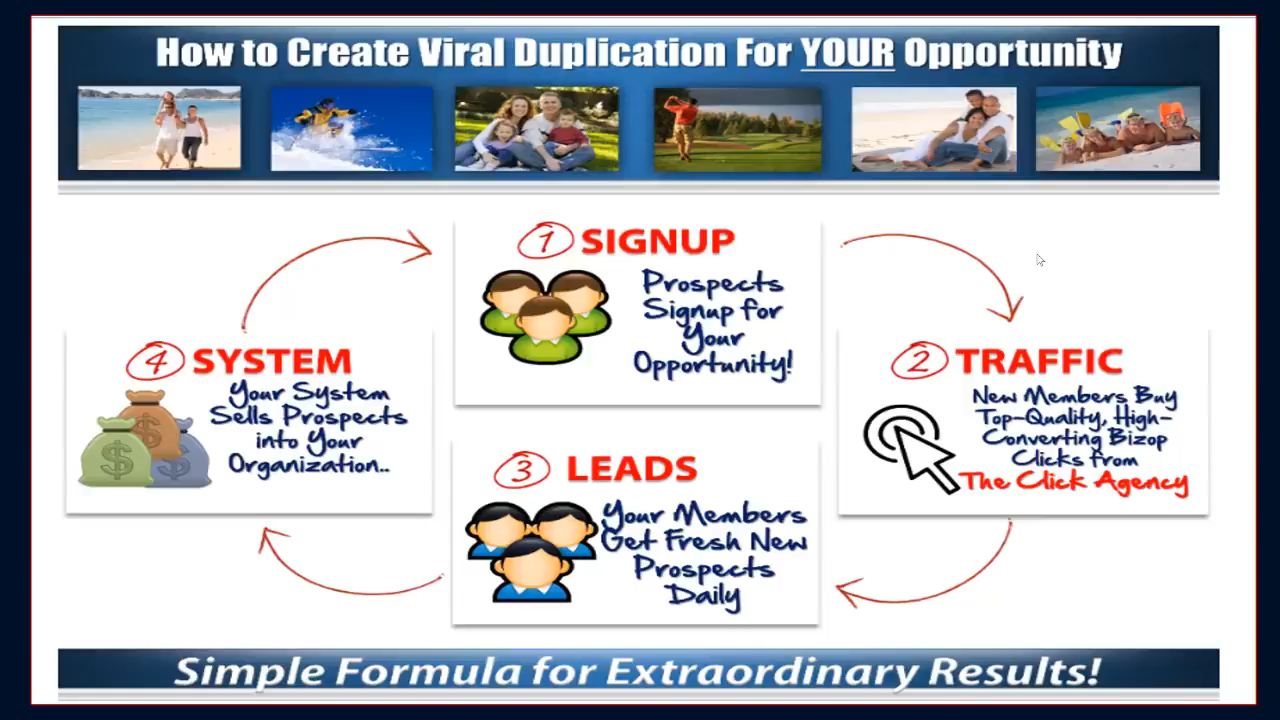 How to Create Viral Duplication For YOUR Opportunity
1 SIGNUP
Prospects
Signup for
Your
Opportunity!
2 TRAFFIC
New Members Buy
Top-Quality, High-
Converting Bizop
Clicks from
The Click Agency
3 LEADS
Your Members
Get Fresh New
Prospects
Daily
4 SYSTEM
Your System
Sells Prospects
into Your
Organization..
Simple Formula for Extraordinary Results!